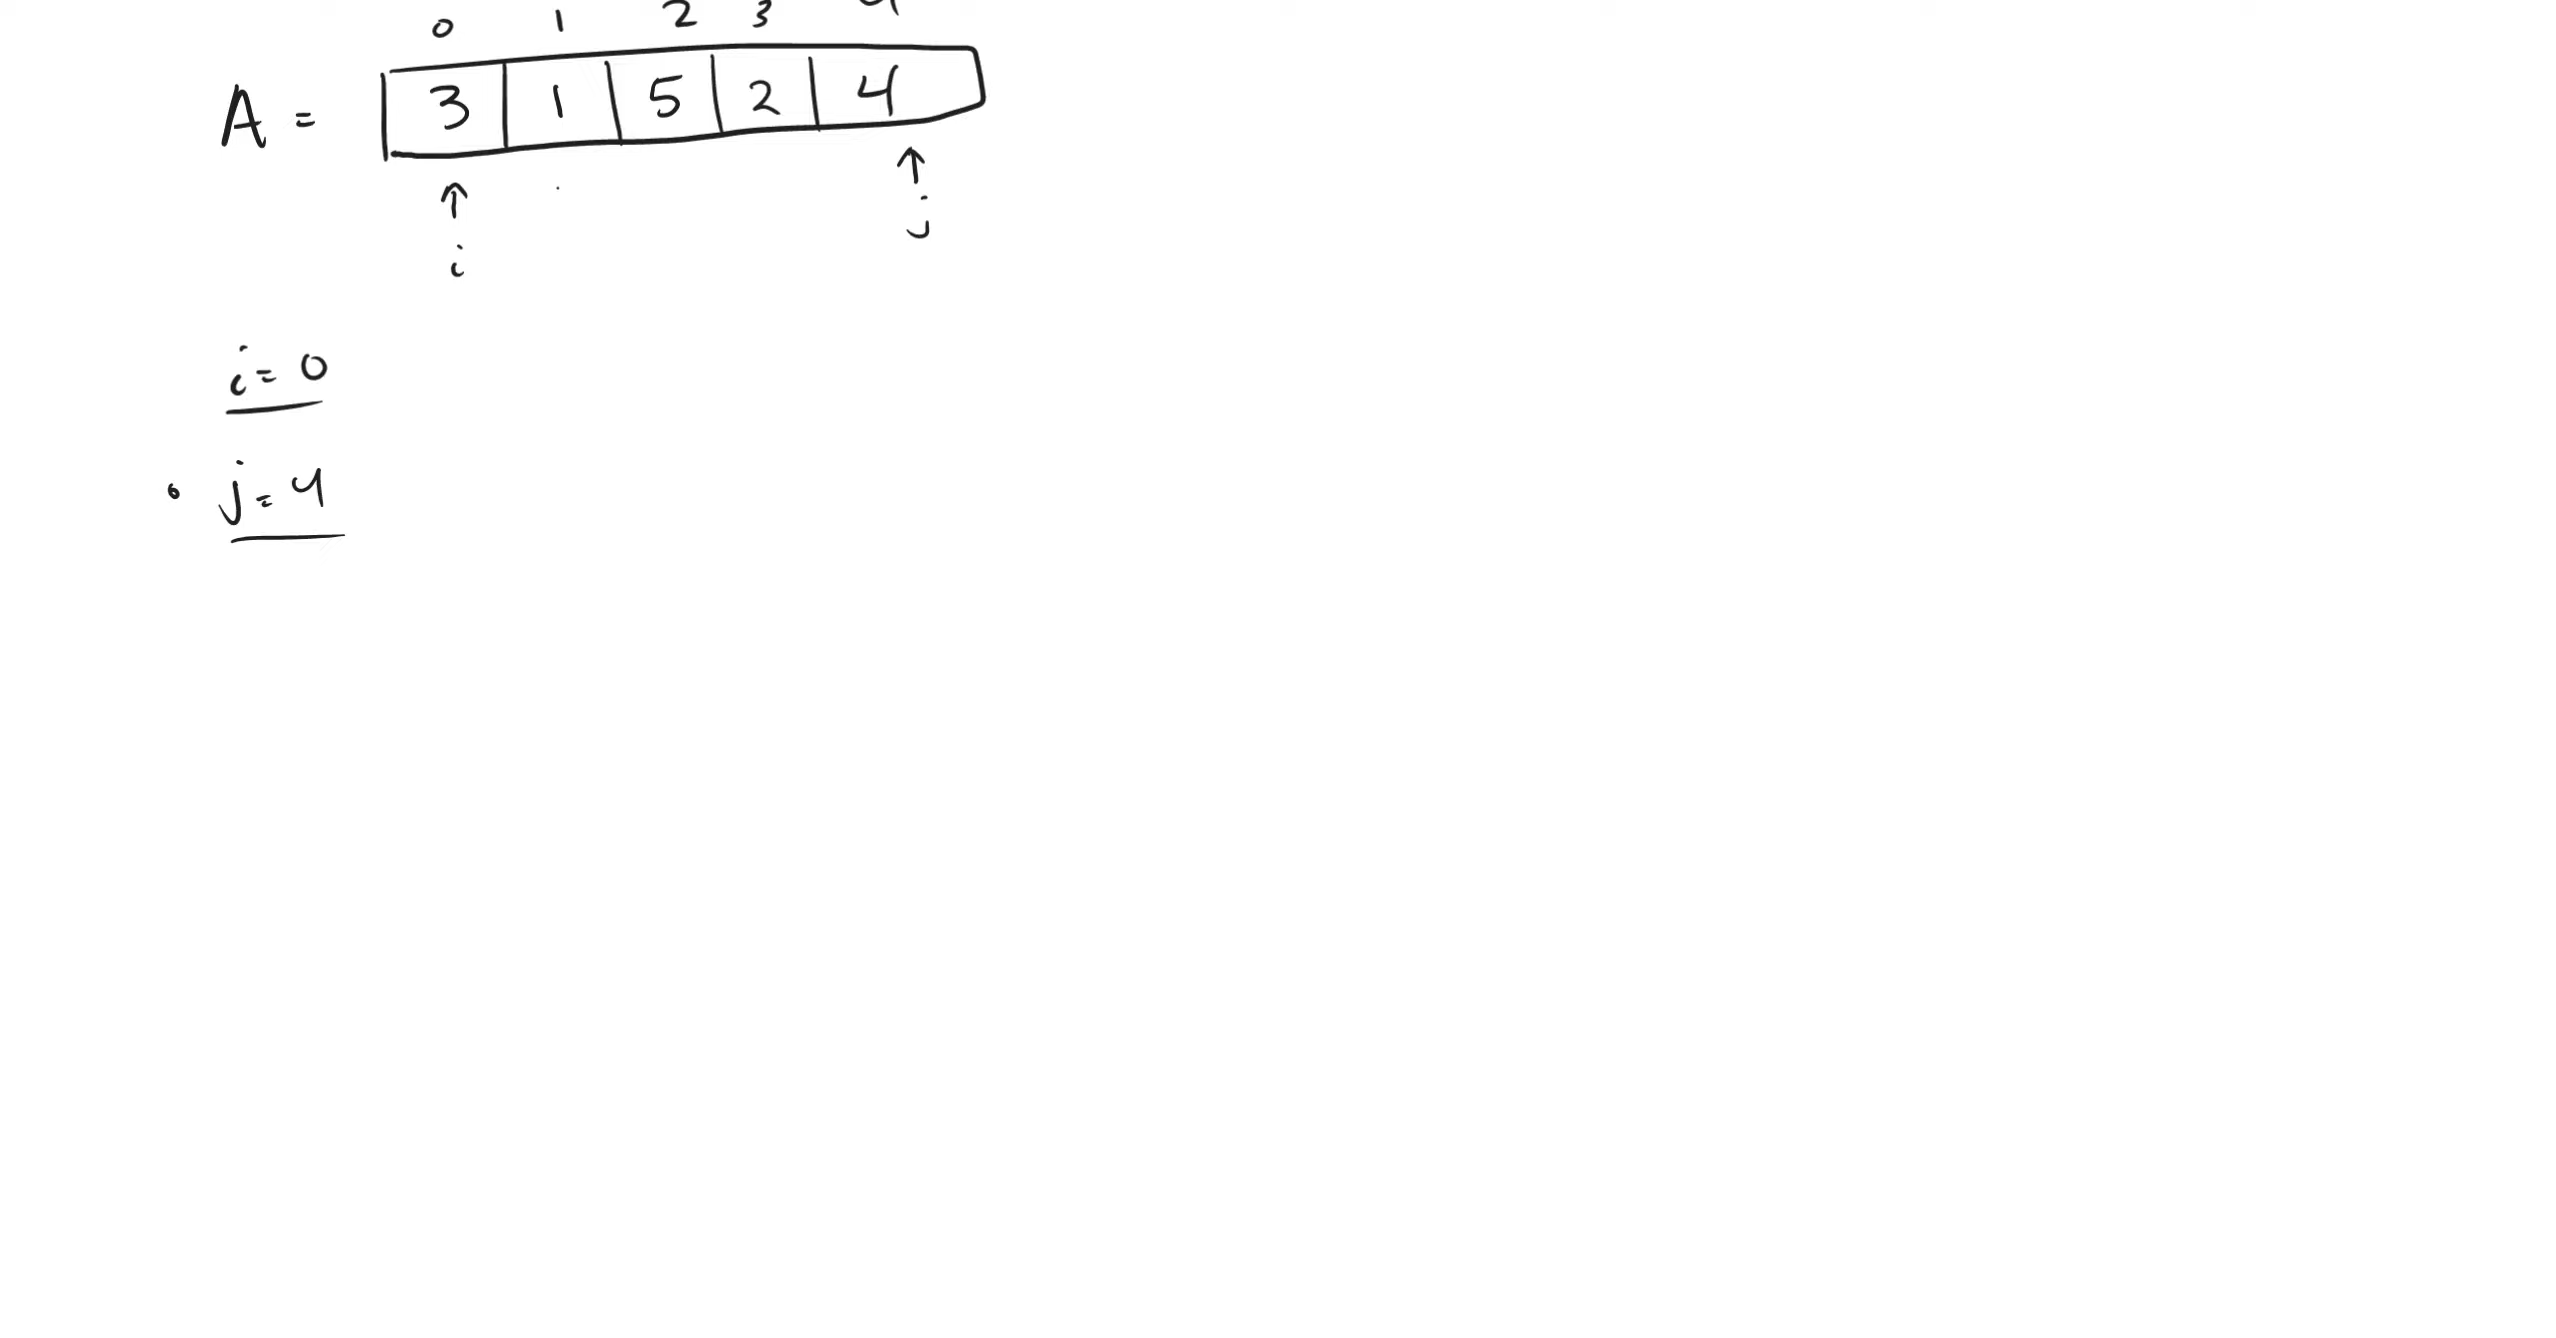 0 1 2 3 4
A = 3 1 5 2 4
↑ ↑
i j
i = 0
j = 4